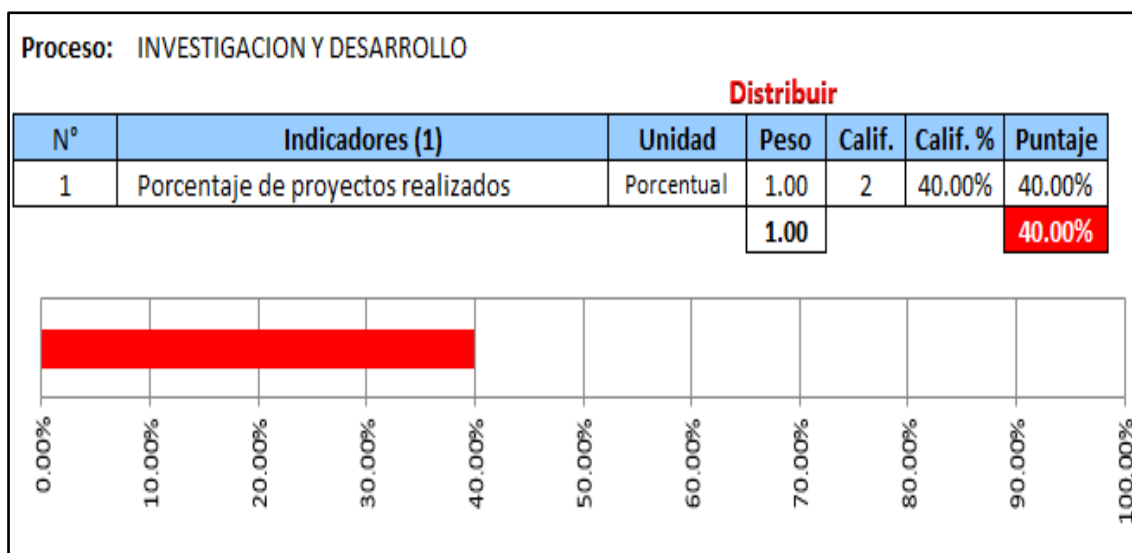 Proceso: INVESTIGACION Y DESARROLLO
Distribuir
N° Indicadores (1) Unidad Peso Calif. Calif. % Puntaje
1 Porcentaje de proyectos realizados Porcentual 1.00 2 40.00% 40.00%
1.00 40.00%
0.00% 10.00% 20.00% 30.00% 40.00% 50.00% 60.00% 70.00% 80.00% 90.00% 100.00%